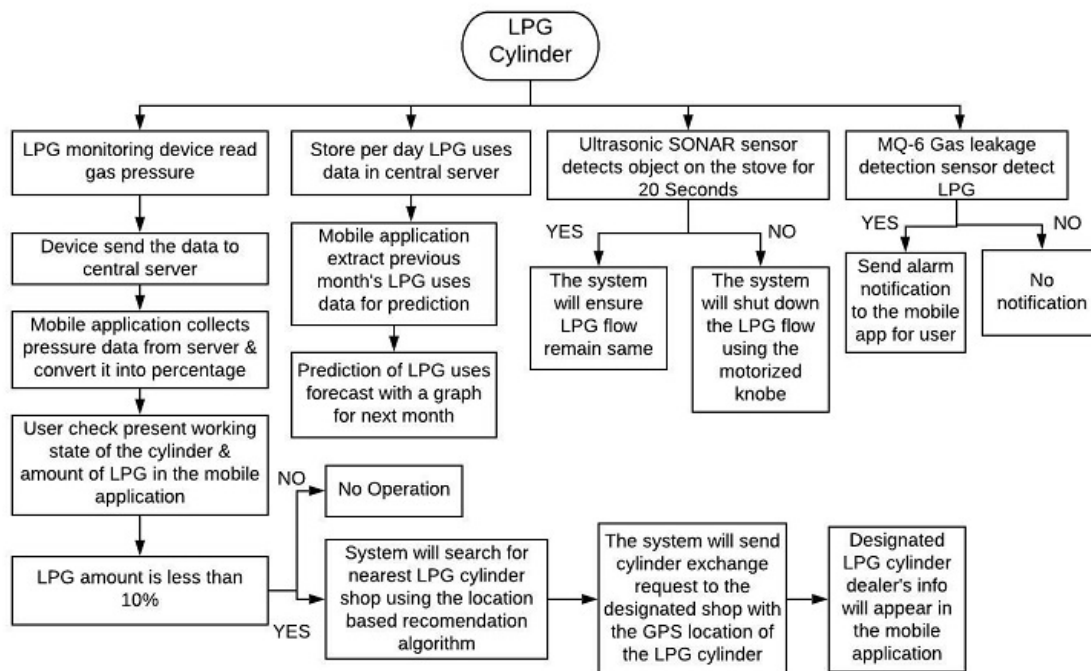 LPG
Cylinder
LPG monitoring device read
gas pressure
Device send the data to
central server
Mobile application collects
pressure data from server &
convert it into percentage
User check present working
state of the cylinder &
amount of LPG in the mobile
application
LPG amount is less than
10%
NO
No Operation
YES
System will search for
nearest LPG cylinder
shop using the location
based recomendation
algorithm
The system will send
cylinder exchange
request to the
designated shop with
the GPS location of
the LPG cylinder
Designated
LPG cylinder
dealer's info
will appear in
the mobile
application
Store per day LPG uses
data in central server
Mobile application
extract previous
month's LPG uses
data for prediction
Prediction of LPG uses
forecast with a graph
for next month
Ultrasonic SONAR sensor
detects object on the stove for
20 Seconds
YES
The system
will ensure
LPG flow
remain same
NO
The system
will shut down
the LPG flow
using the
motorized
knobe
MQ-6 Gas leakage
detection sensor detect
LPG
YES
Send alarm
notification
to the mobile
app for user
NO
No
notification